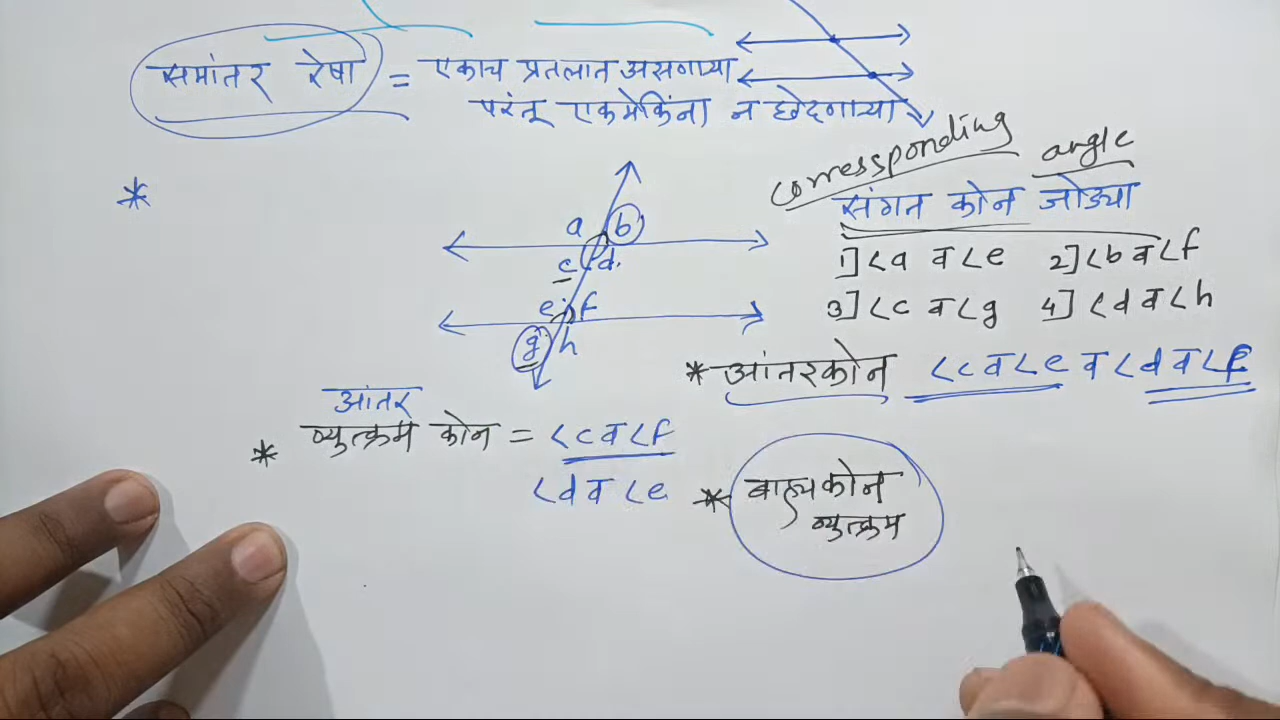 समांतर रेषा = एकाच प्रतलात असणाऱ्या
परंतू एकमेकिंना न छेदणाऱ्या
corressponding angle
*
संगत कोन जोड्या
a b
c d
1] <a व <e 2] <b व <f
e f
3] <c व <g 4] <d व <h
g h
* आंतरकोन <c व <e व <d व <f
आंतर
* व्युत्क्रम कोन = <c व <f
<d व <e
* बाह्यकोन
व्युत्क्रम